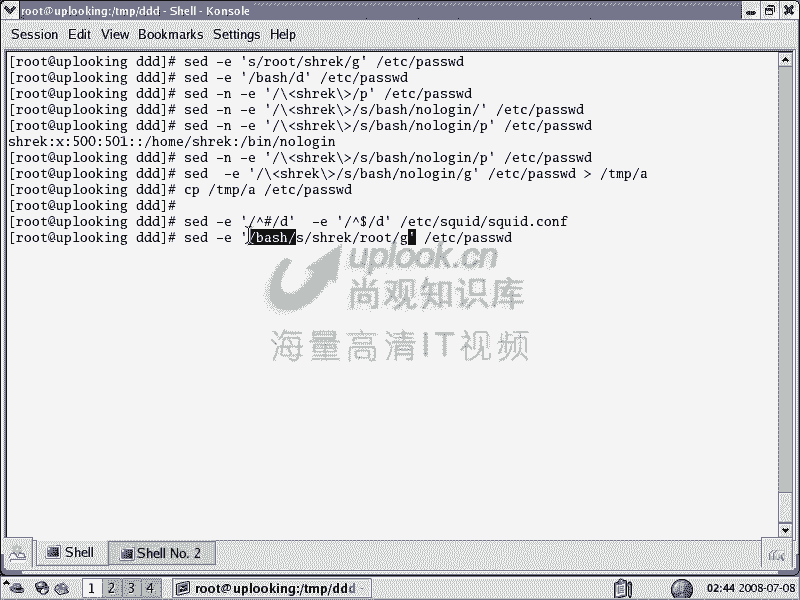 root@uplooking:/tmp/ddd - Shell - Konsole
Session Edit View Bookmarks Settings Help
[root@uplooking ddd]# sed -e 's/root/shrek/g' /etc/passwd
[root@uplooking ddd]# sed -e '/bash/d' /etc/passwd
[root@uplooking ddd]# sed -n -e '/\<shrek\>/p' /etc/passwd
[root@uplooking ddd]# sed -n -e '/\<shrek\>/s/bash/nologin/' /etc/passwd
[root@uplooking ddd]# sed -n -e '/\<shrek\>/s/bash/nologin/p' /etc/passwd
shrek:x:500:501::/home/shrek:/bin/nologin
[root@uplooking ddd]# sed -n -e '/\<shrek\>/s/bash/nologin/p' /etc/passwd
[root@uplooking ddd]# sed  -e '/\<shrek\>/s/bash/nologin/g' /etc/passwd > /tmp/a
[root@uplooking ddd]# cp /tmp/a /etc/passwd
[root@uplooking ddd]#
[root@uplooking ddd]# sed -e '/^#/d'  -e '/^$/d' /etc/squid/squid.conf
[root@uplooking ddd]# sed -e '/bash/s/shrek/root/g' /etc/passwd
uplook.cn
尚观知识库
海量高清IT视频
Shell Shell No. 2
1 2 3 4 root@uplooking:/tmp/ddd 02:44 2008-07-08